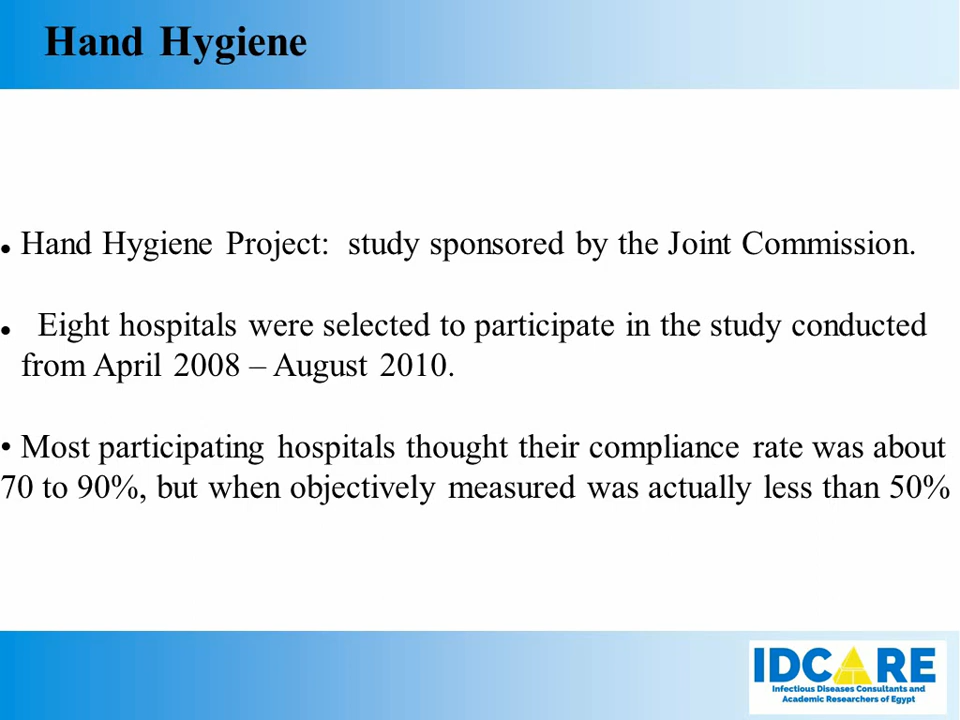 Hand Hygiene
● Hand Hygiene Project: study sponsored by the Joint Commission.
● Eight hospitals were selected to participate in the study conducted
from April 2008 – August 2010.
• Most participating hospitals thought their compliance rate was about
70 to 90%, but when objectively measured was actually less than 50%
IDCARE
Infectious Diseases Consultants and
Academic Researchers of Egypt